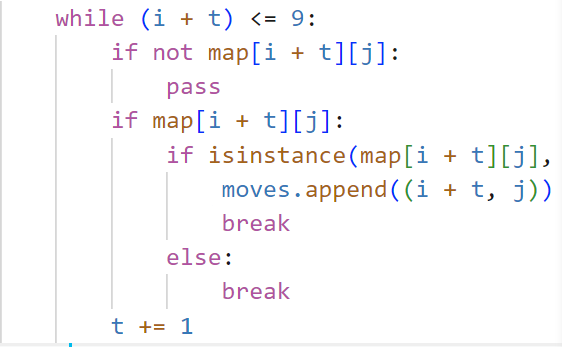 while (i + t) <= 9:
if not map[i + t][j]:
pass
if map[i + t][j]:
if isinstance(map[i + t][j],
moves.append((i + t, j))
break
else:
break
t += 1